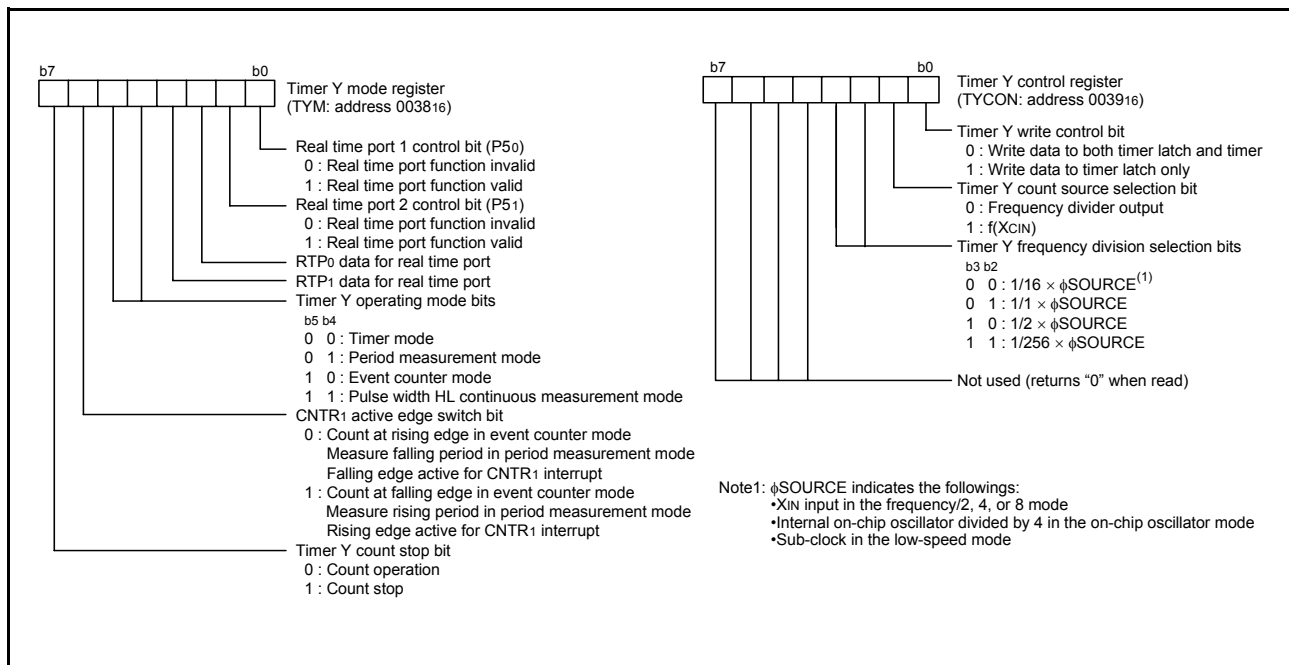 b7 b0
Timer Y mode register
(TYM: address 003816)
Real time port 1 control bit (P50)
0 : Real time port function invalid
1 : Real time port function valid
Real time port 2 control bit (P51)
0 : Real time port function invalid
1 : Real time port function valid
RTP0 data for real time port
RTP1 data for real time port
Timer Y operating mode bits
b5 b4
0 0 : Timer mode
0 1 : Period measurement mode
1 0 : Event counter mode
1 1 : Pulse width HL continuous measurement mode
CNTR1 active edge switch bit
0 : Count at rising edge in event counter mode
Measure falling period in period measurement mode
Falling edge active for CNTR1 interrupt
1 : Count at falling edge in event counter mode
Measure rising period in period measurement mode
Rising edge active for CNTR1 interrupt
Timer Y count stop bit
0 : Count operation
1 : Count stop
b7 b0
Timer Y control register
(TYCON: address 003916)
Timer Y write control bit
0 : Write data to both timer latch and timer
1 : Write data to timer latch only
Timer Y count source selection bit
0 : Frequency divider output
1 : f(XCIN)
Timer Y frequency division selection bits
b3 b2
0 0 : 1/16 × ϕSOURCE(1)
0 1 : 1/1 × ϕSOURCE
1 0 : 1/2 × ϕSOURCE
1 1 : 1/256 × ϕSOURCE
Not used (returns “0” when read)
Note1: ϕSOURCE indicates the followings:
•XIN input in the frequency/2, 4, or 8 mode
•Internal on-chip oscillator divided by 4 in the on-chip oscillator mode
•Sub-clock in the low-speed mode